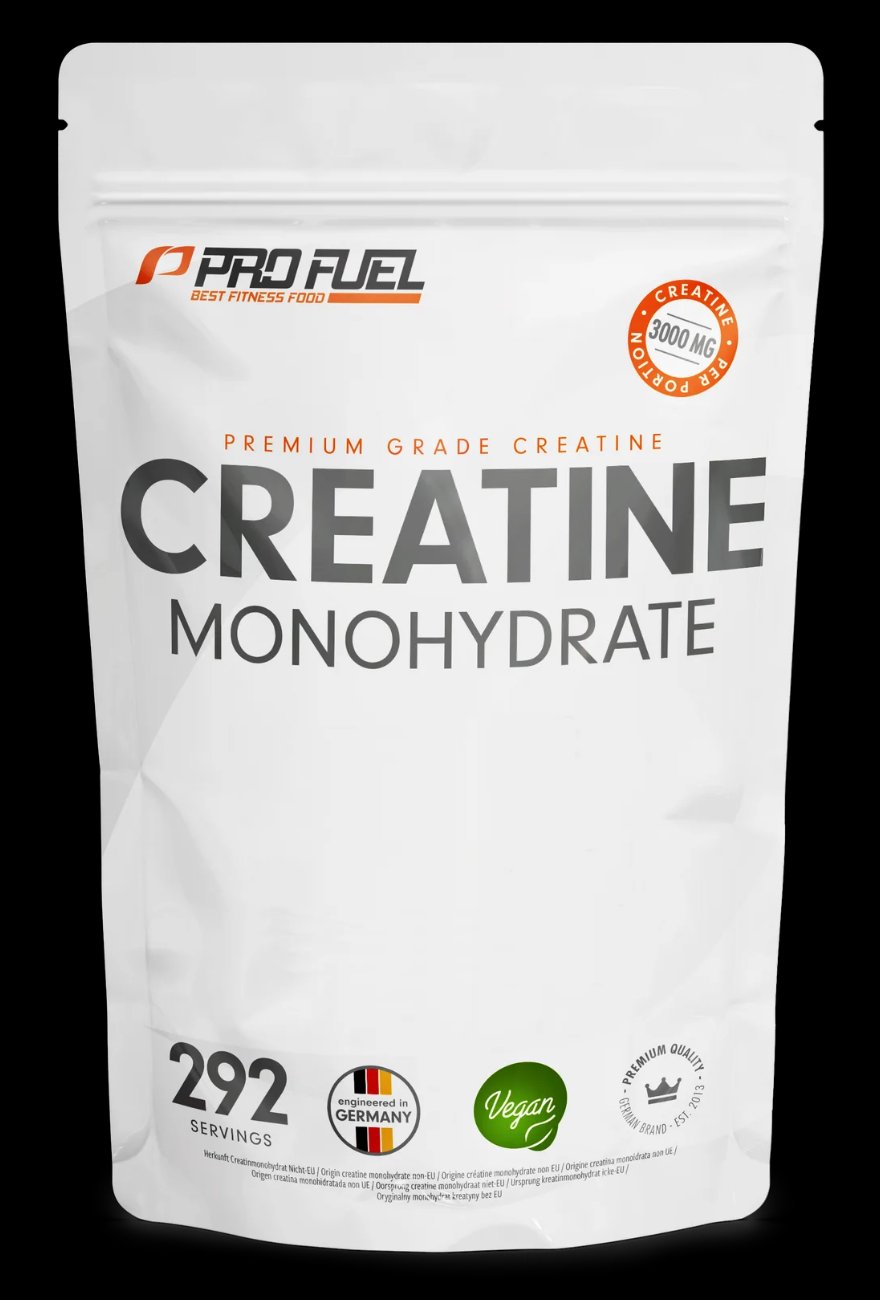 PRO FUEL
BEST FITNESS FOOD
CREATINE • PER PORTION •
3000 MG
PREMIUM GRADE CREATINE
CREATINE
MONOHYDRATE
292
SERVINGS
engineered in
GERMANY
Vegan
- PREMIUM QUALITY -
GERMAN BRAND - EST. 2013
Herkunft Creatinmonohydrat Nicht-EU / Origin creatine monohydrate non-EU / Origine créatine monohydrate non EU / Origine creatina monoidrata non UE /
Origen creatina monohidratada non UE / Oorsprong creatine monohydraat niet-EU / Ursprung kreatinmonohydrat icke-EU /
Oryginalny monohydrat kreatyny bez EU